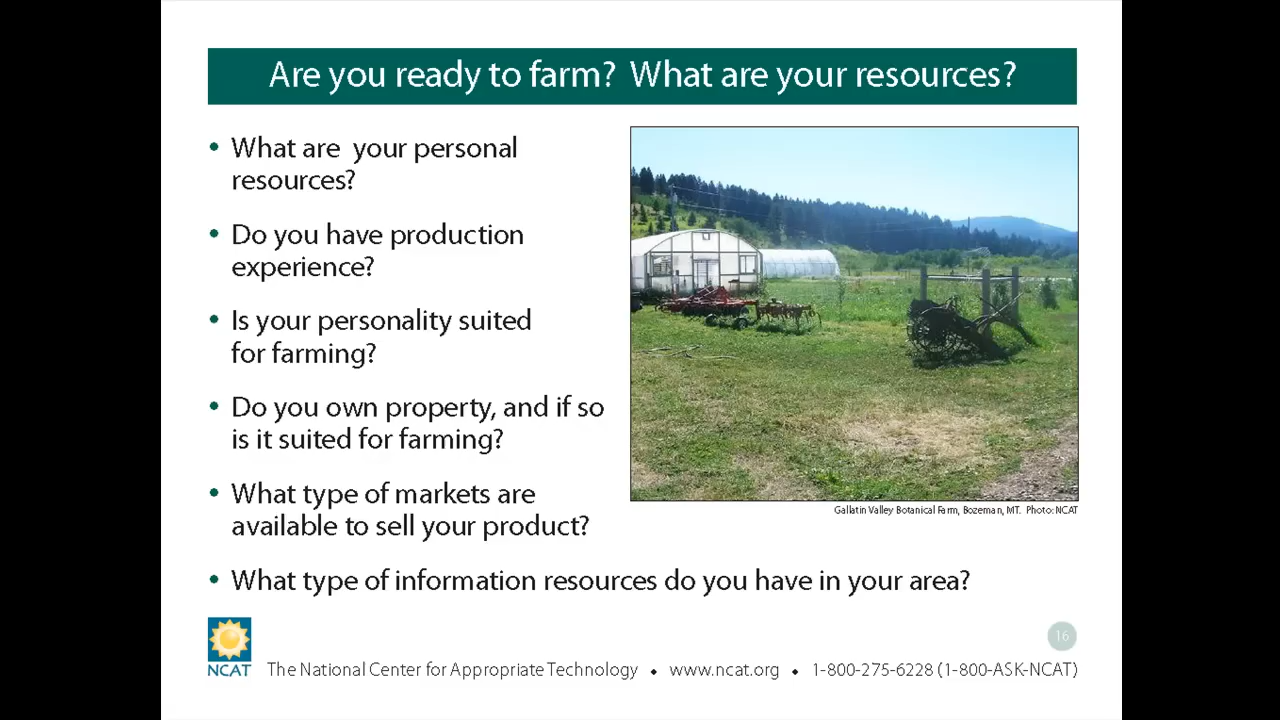 Are you ready to farm? What are your resources?
• What are your personal
resources?
• Do you have production
experience?
• Is your personality suited
for farming?
• Do you own property, and if so
is it suited for farming?
• What type of markets are
available to sell your product?
• What type of information resources do you have in your area?
Gallatin Valley Botanical Farm, Bozeman, MT. Photo: NCAT
16
NCAT
The National Center for Appropriate Technology • www.ncat.org • 1-800-275-6228 (1-800-ASK-NCAT)